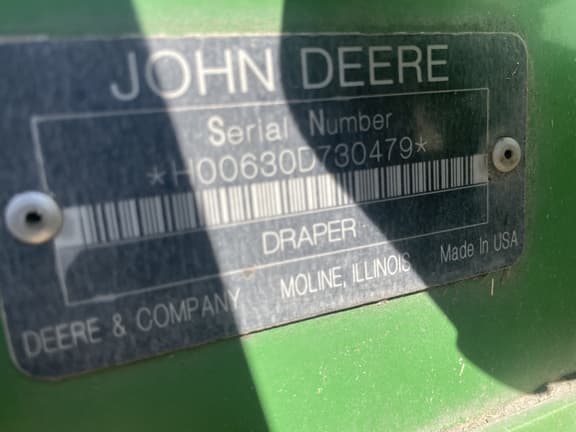 JOHN DEERE
Serial Number
*H00630D730479*
DRAPER
DEERE & COMPANY MOLINE, ILLINOIS Made In USA